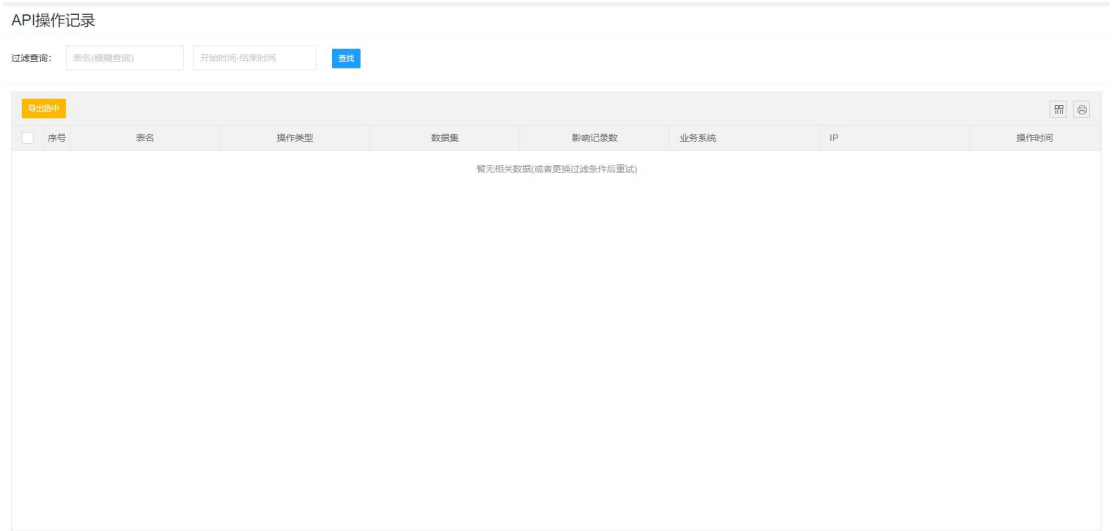 API操作记录
过滤查询： 表名(模糊查询) 开始时间-结束时间 查找
导出选中
序号 表名 操作类型 数据集 影响记录数 业务系统 IP 操作时间
暂无相关数据(或者更换过滤条件后重试)